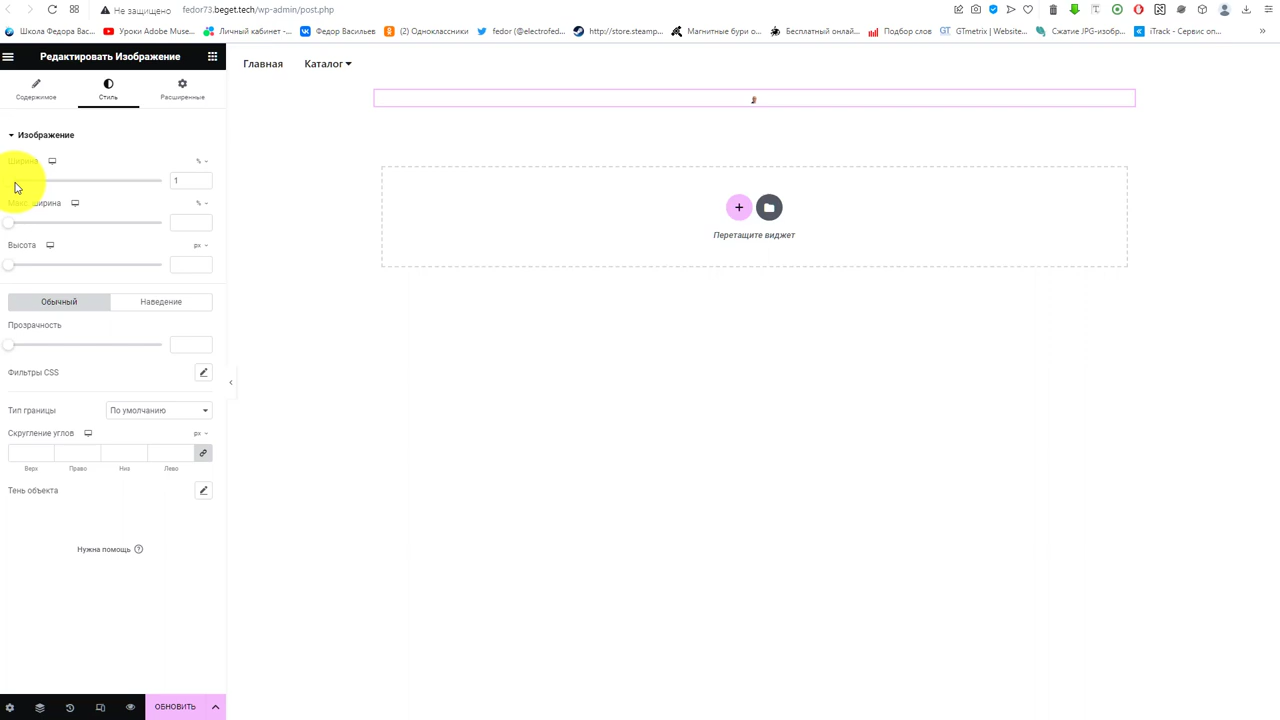 Не защищено fedor73.beget.tech/wp-admin/post.php
Школа Федора Вас... Уроки Adobe Muse... Личный кабинет -... Федор Васильев (2) Одноклассники fedor (@electrofed... http://store.steamp... Магнитные бури о... Бесплатный онлай... Подбор слов GT GTmetrix | Website... Сжатие JPG-изобр... iTrack - Сервис оп...
Редактировать Изображение
Главная Каталог
Содержимое Стиль Расширенные
Изображение
Ширина %
1
Макс. ширина %
Высота px
Перетащите виджет
Обычный Наведение
Прозрачность
Фильтры CSS
Тип границы По умолчанию
Скругление углов px
Верх Право Низ Лево
Тень объекта
Нужна помощь
ОБНОВИТЬ